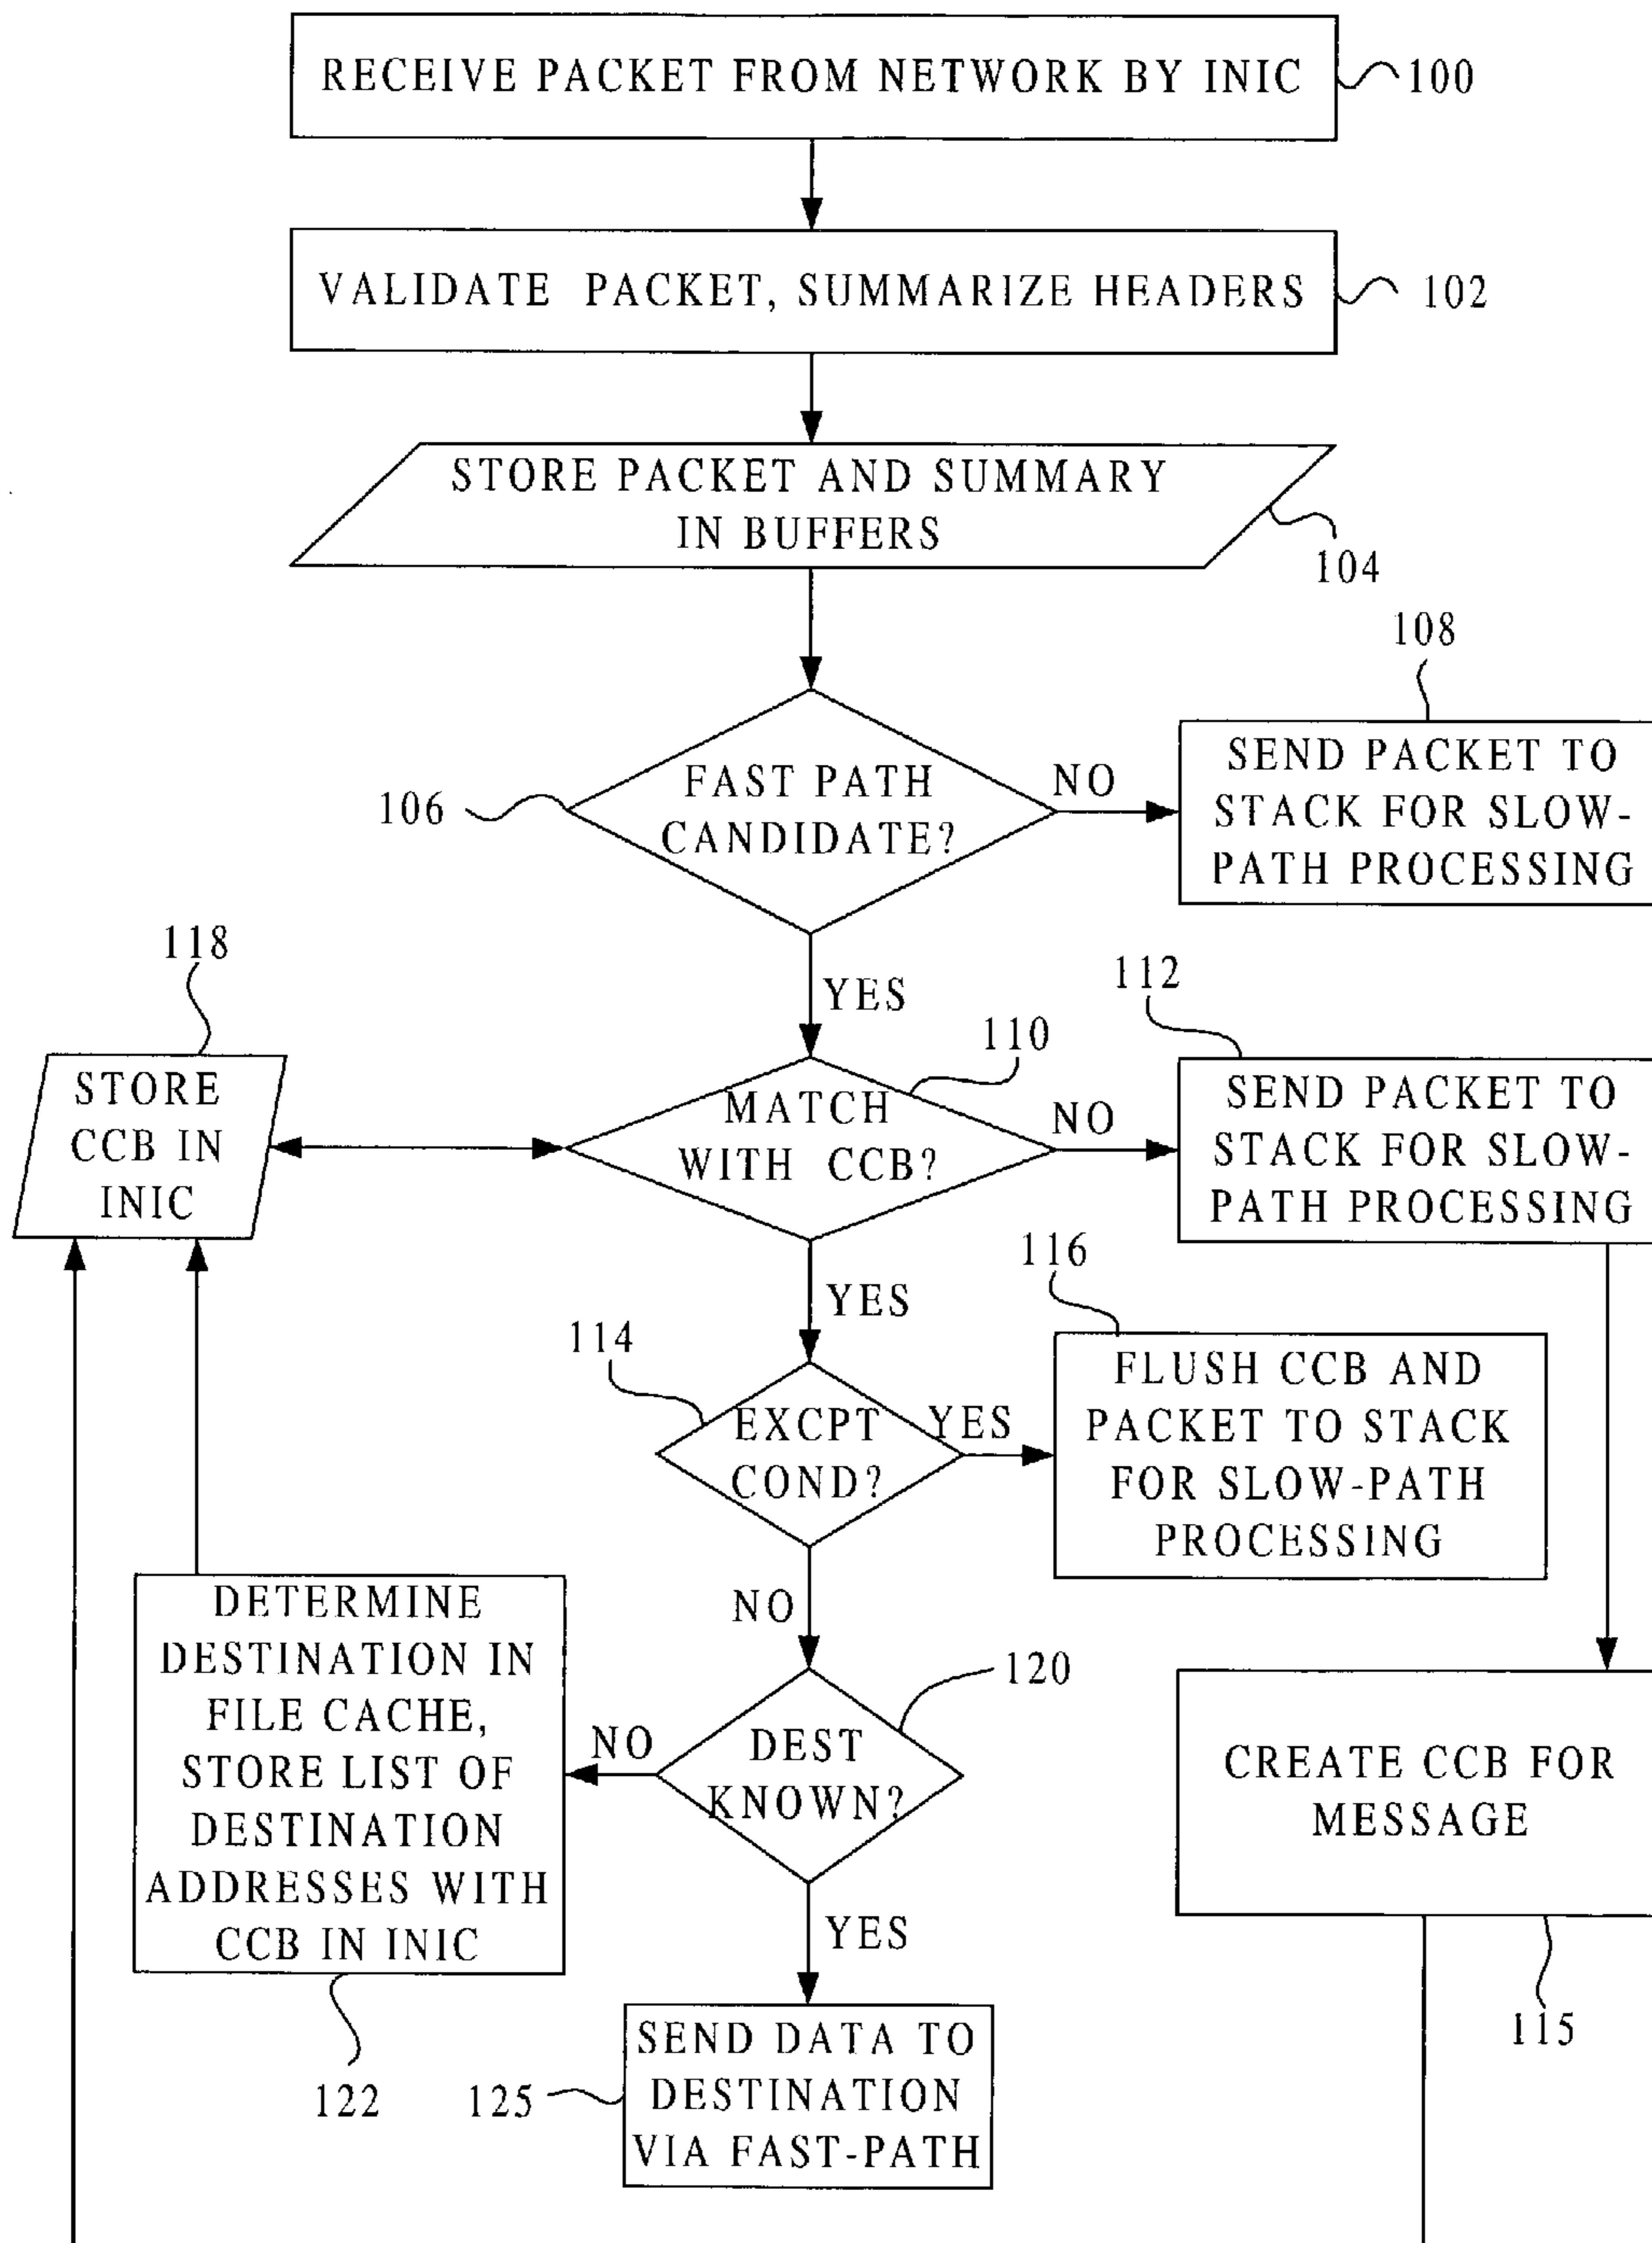 RECEIVE PACKET FROM NETWORK BY INIC
100
VALIDATE PACKET, SUMMARIZE HEADERS
102
STORE PACKET AND SUMMARY
IN BUFFERS
104
108
FAST PATH
CANDIDATE?
106
NO
SEND PACKET TO
STACK FOR SLOW-
PATH PROCESSING
YES
118
STORE
CCB IN
INIC
110
MATCH
WITH CCB?
NO
112
SEND PACKET TO
STACK FOR SLOW-
PATH PROCESSING
YES
116
114
EXCPT
COND?
YES
FLUSH CCB AND
PACKET TO STACK
FOR SLOW-PATH
PROCESSING
NO
DETERMINE
DESTINATION IN
FILE CACHE,
STORE LIST OF
DESTINATION
ADDRESSES WITH
CCB IN INIC
122
NO
DEST
KNOWN?
120
CREATE CCB FOR
MESSAGE
115
YES
SEND DATA TO
DESTINATION
VIA FAST-PATH
125